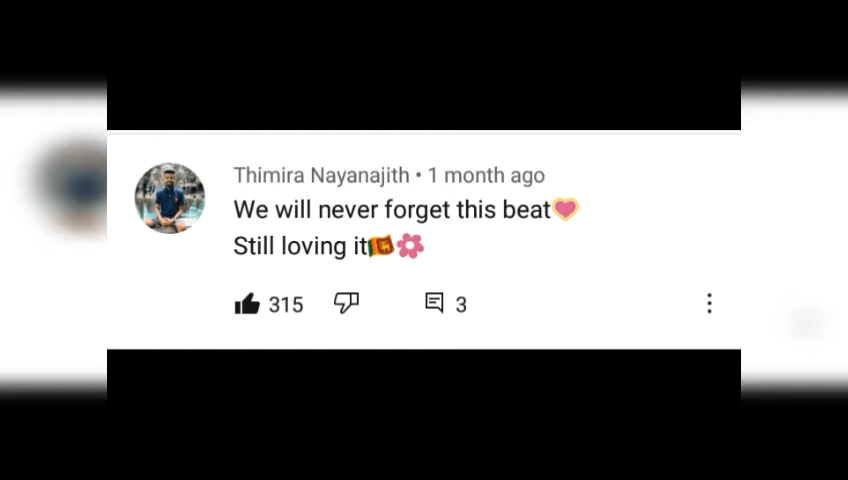 Thimira Nayanajith • 1 month ago
We will never forget this beat💗
Still loving it🇱🇰🌸
315 3